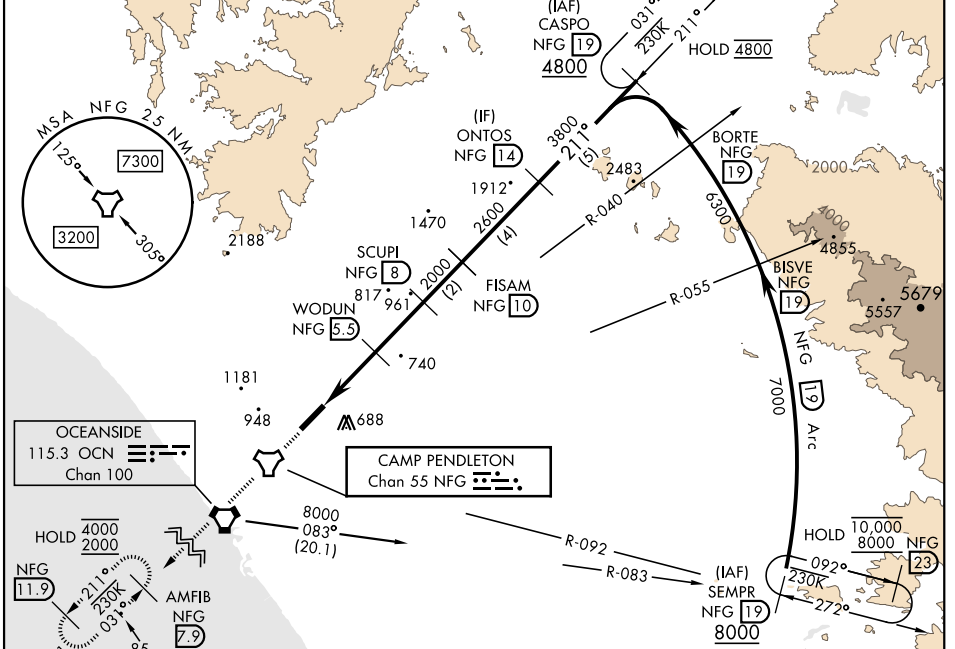 (IAF)
CASPO
NFG 19
4800
031°
230K
211°
HOLD 4800
MSA NFG 25 NM
125°
7300
3200
305°
(IF)
ONTOS
NFG 14
3800
211°
(5)
BORTE
NFG
19
2483
2000
1912
R-040
6300
1470
2600
(4)
4000
4855
2188
SCUPI
NFG 8
2000
(2)
FISAM
NFG 10
BISVE
NFG
19
5679
5557
817
961
R-055
WODUN
NFG 5.5
740
NFG 19 Arc
7000
1181
948
688
OCEANSIDE
115.3 OCN
Chan 100
CAMP PENDLETON
Chan 55 NFG
8000
083°
(20.1)
HOLD 4000
2000
HOLD 10,000
8000
NFG
23
R-092
R-083
NFG
11.9
211°
230K
031°
AMFIB
NFG
7.9
(IAF)
SEMPR
NFG 19
8000
092°
230K
272°